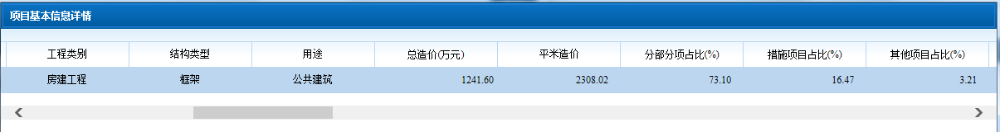 项目基本信息详情
工程类别 结构类型 用途 总造价(万元) 平米造价 分部分项占比(%) 措施项目占比(%) 其他项目占比(%)
房建工程 框架 公共建筑 1241.60 2308.02 73.10 16.47 3.21